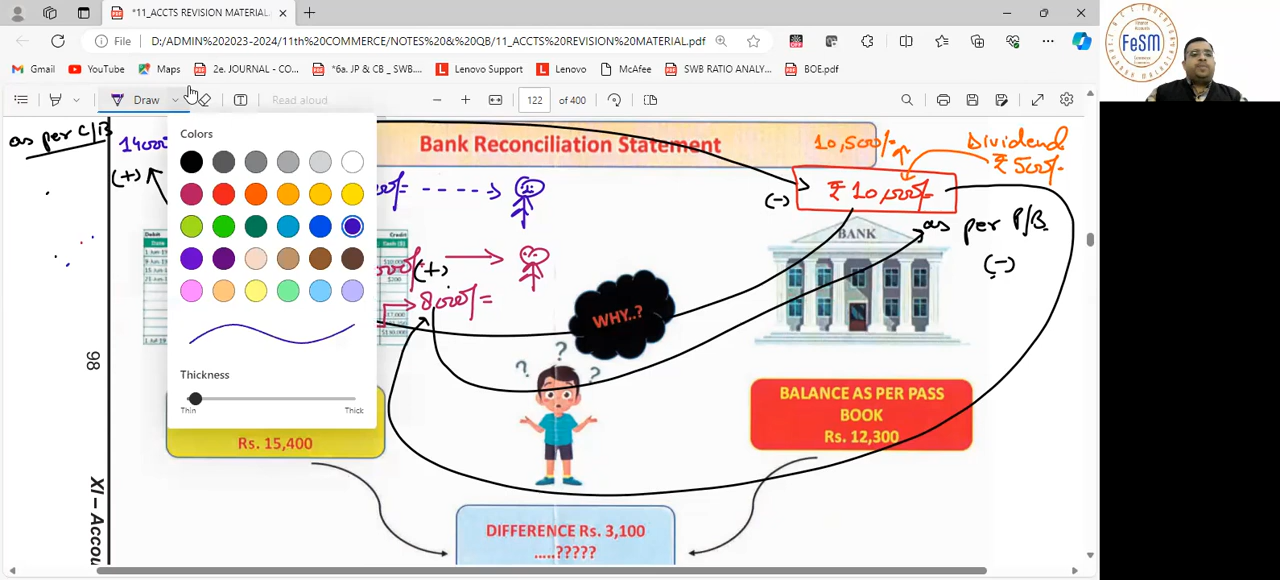 *11_ACCTS REVISION MATERIAL.
File
D:/ADMIN%202023-2024/11th%20COMMERCE/NOTES%20&%20QB/11_ACCTS%20REVISION%20MATERIAL.pdf
Gmail
YouTube
Maps
2e. JOURNAL - CO...
*6a. JP & CB _ SWB....
Lenovo Support
Lenovo
McAfee
SWB RATIO ANALY...
BOE.pdf
Draw
Read aloud
122 of 400
FeSM
as per C/B
(+)
Colors
Thickness
Thin
Thick
Bank Reconciliation Statement
10,500/-
Dividend
₹ 500/-
(-)
₹ 10,000/-
BANK
as per P/B
(-)
(+)
8,000/=
Debit
Credit
WHY..?
? ? ?
98
XI – Accou
Rs. 15,400
BALANCE AS PER PASS
BOOK
Rs. 12,300
DIFFERENCE Rs. 3,100
.....?????